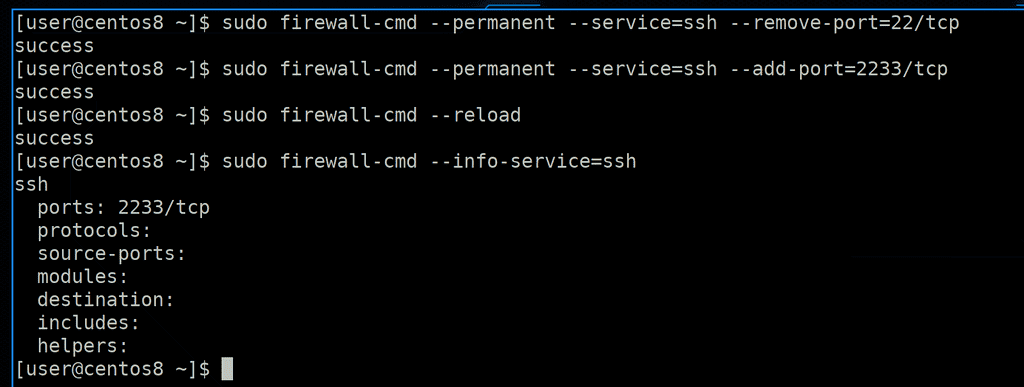 [user@centos8 ~]$ sudo firewall-cmd --permanent --service=ssh --remove-port=22/tcp
success
[user@centos8 ~]$ sudo firewall-cmd --permanent --service=ssh --add-port=2233/tcp
success
[user@centos8 ~]$ sudo firewall-cmd --reload
success
[user@centos8 ~]$ sudo firewall-cmd --info-service=ssh
ssh
  ports: 2233/tcp
  protocols:
  source-ports:
  modules:
  destination:
  includes:
  helpers:
[user@centos8 ~]$